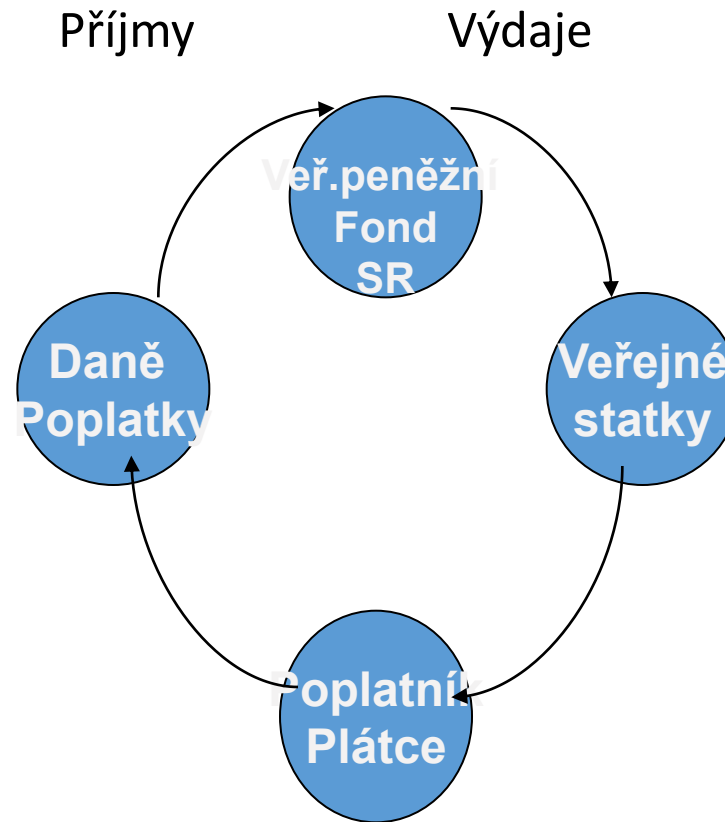 Příjmy
Výdaje
Veř.peněžní
Fond
SR
Daně
Poplatky
Veřejné
statky
Poplatník
Plátce